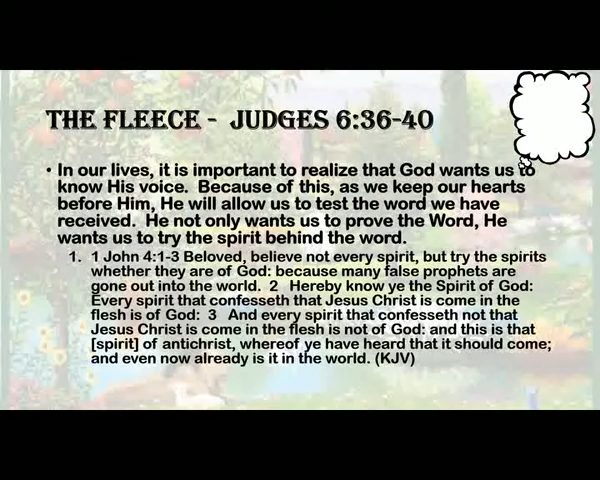 THE FLEECE - JUDGES 6:36-40
• In our lives, it is important to realize that God wants us to
know His voice. Because of this, as we keep our hearts
before Him, He will allow us to test the word we have
received. He not only wants us to prove the Word, He
wants us to try the spirit behind the word.
1. 1 John 4:1-3 Beloved, believe not every spirit, but try the spirits
whether they are of God: because many false prophets are
gone out into the world. 2 Hereby know ye the Spirit of God:
Every spirit that confesseth that Jesus Christ is come in the
flesh is of God: 3 And every spirit that confesseth not that
Jesus Christ is come in the flesh is not of God: and this is that
[spirit] of antichrist, whereof ye have heard that it should come;
and even now already is it in the world. (KJV)